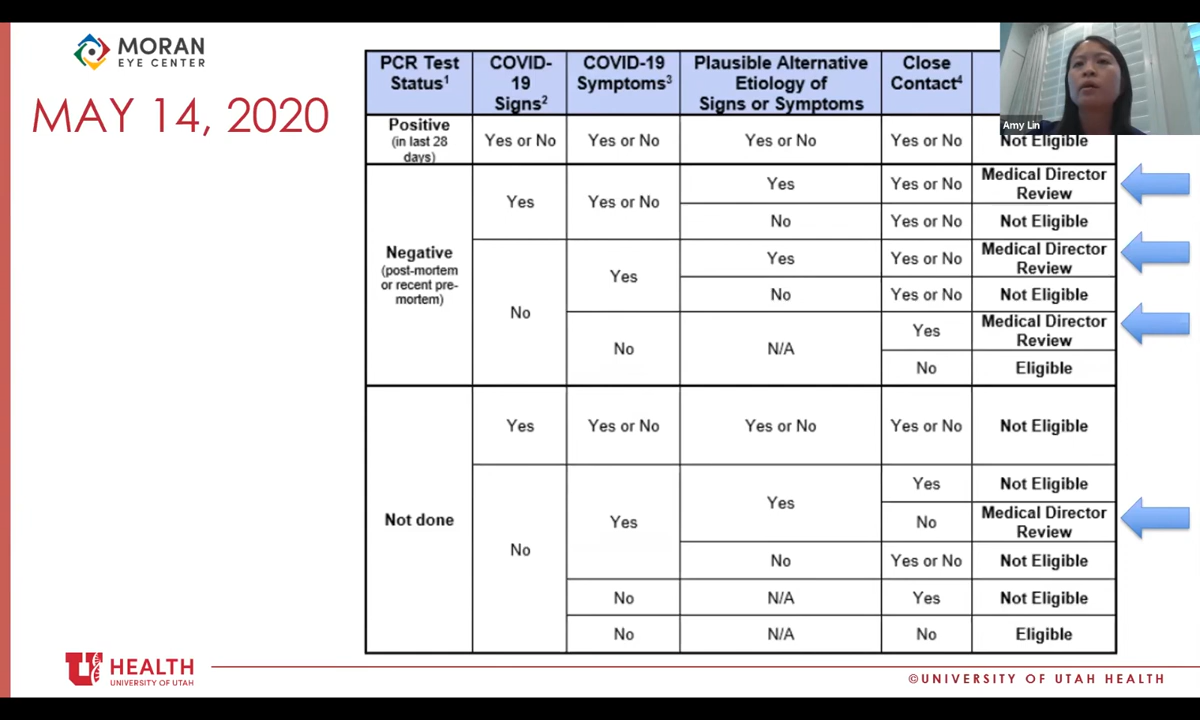 MORAN
EYE CENTER
MAY 14, 2020
Amy Lin
PCR Test Status¹ COVID-19 Signs² COVID-19 Symptoms³ Plausible Alternative Etiology of Signs or Symptoms Close Contact⁴
Positive (in last 28 days) Yes or No Yes or No Yes or No Yes or No Not Eligible
Negative (post-mortem or recent pre-mortem) Yes Yes or No Yes Yes or No Medical Director Review
No Yes or No Not Eligible
No Yes Yes Yes or No Medical Director Review
No Yes or No Not Eligible
No N/A Yes Medical Director Review
No Eligible
Not done Yes Yes or No Yes or No Yes or No Not Eligible
No Yes Yes Yes Not Eligible
No Medical Director Review
No Yes or No Not Eligible
No N/A Yes Not Eligible
No N/A No Eligible
U HEALTH
UNIVERSITY OF UTAH
©UNIVERSITY OF UTAH HEALTH